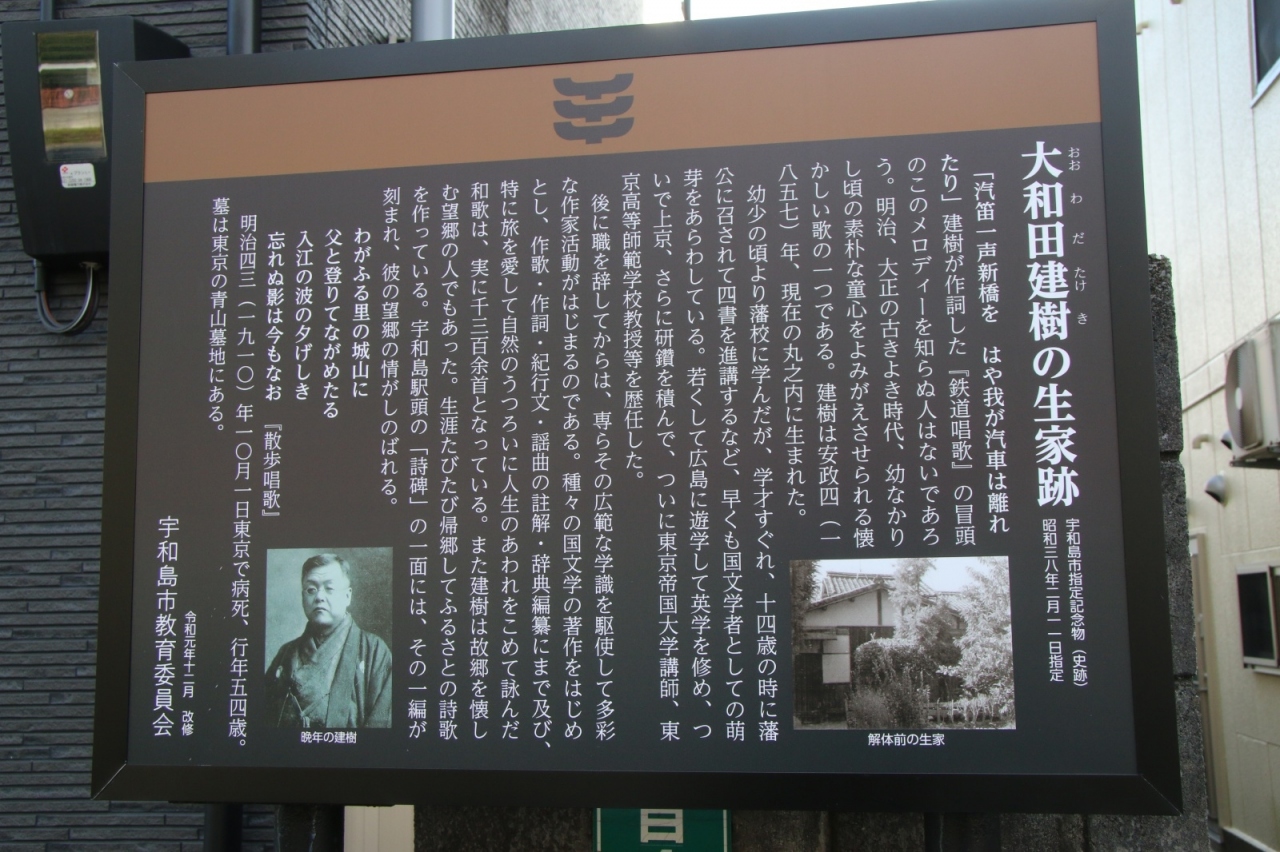 大和田建樹の生家跡
おおわだたけき
宇和島市指定記念物（史跡）
昭和三八年二月一一日指定
「汽笛一声新橋を　はや我が汽車は離れ
たり」建樹が作詞した『鉄道唱歌』の冒頭
のこのメロディーを知らぬ人はないであろ
う。明治、大正の古きよき時代、幼なかり
し頃の素朴な童心をよみがえさせられる懐
かしい歌の一つである。建樹は安政四（一
八五七）年、現在の丸之内に生まれた。
幼少の頃より藩校に学んだが、学才すぐれ、十四歳の時に藩
公に召されて四書を進講するなど、早くも国文学者としての萌
芽をあらわしている。若くして広島に遊学して英学を修め、つ
いで上京、さらに研鑽を積んで、ついに東京帝国大学講師、東
京高等師範学校教授等を歴任した。
後に職を辞してからは、専らその広範な学識を駆使して多彩
な作家活動がはじまるのである。種々の国文学の著作をはじめ
とし、作歌・作詞・紀行文・謡曲の註解・辞典編纂にまで及び、
特に旅を愛して自然のうつろいに人生のあわれをこめて詠んだ
和歌は、実に千三百余首となっている。また建樹は故郷を懐し
む望郷の人でもあった。生涯たびたび帰郷してふるさとの詩歌
を作っている。宇和島駅頭の「詩碑」の一面には、その一編が
刻まれ、彼の望郷の情がしのばれる。
わがふる里の城山に
父と登りてながめたる
入江の波の夕げしき
忘れぬ影は今もなお　『散歩唱歌』
明治四三（一九一〇）年一〇月一日東京で病死、行年五四歳。
墓は東京の青山墓地にある。
令和元年十二月　改修
宇和島市教育委員会
解体前の生家
晩年の建樹